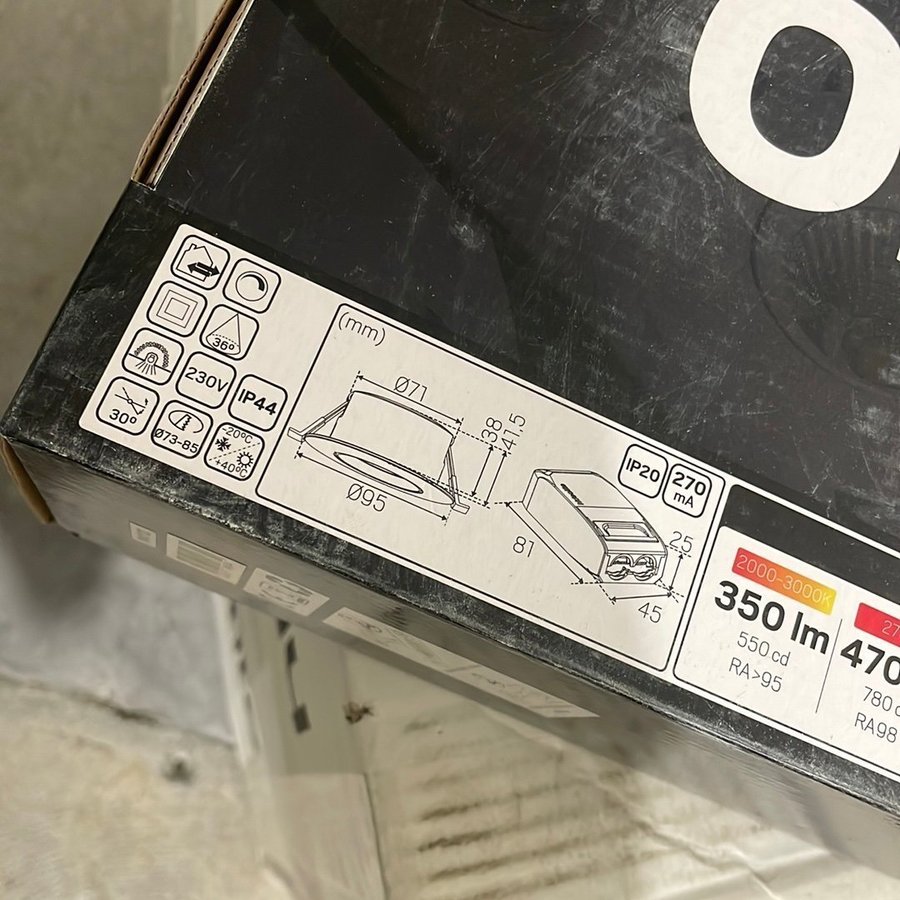 O
36°
230V
IP44
30°
Ø73-85
-20°C
+40°C
(mm)
Ø71
38
41,5
Ø95
IP20
270
mA
81
25
45
2000-3000K
350 lm
550 cd
RA>95
27
470
780 c
RA98